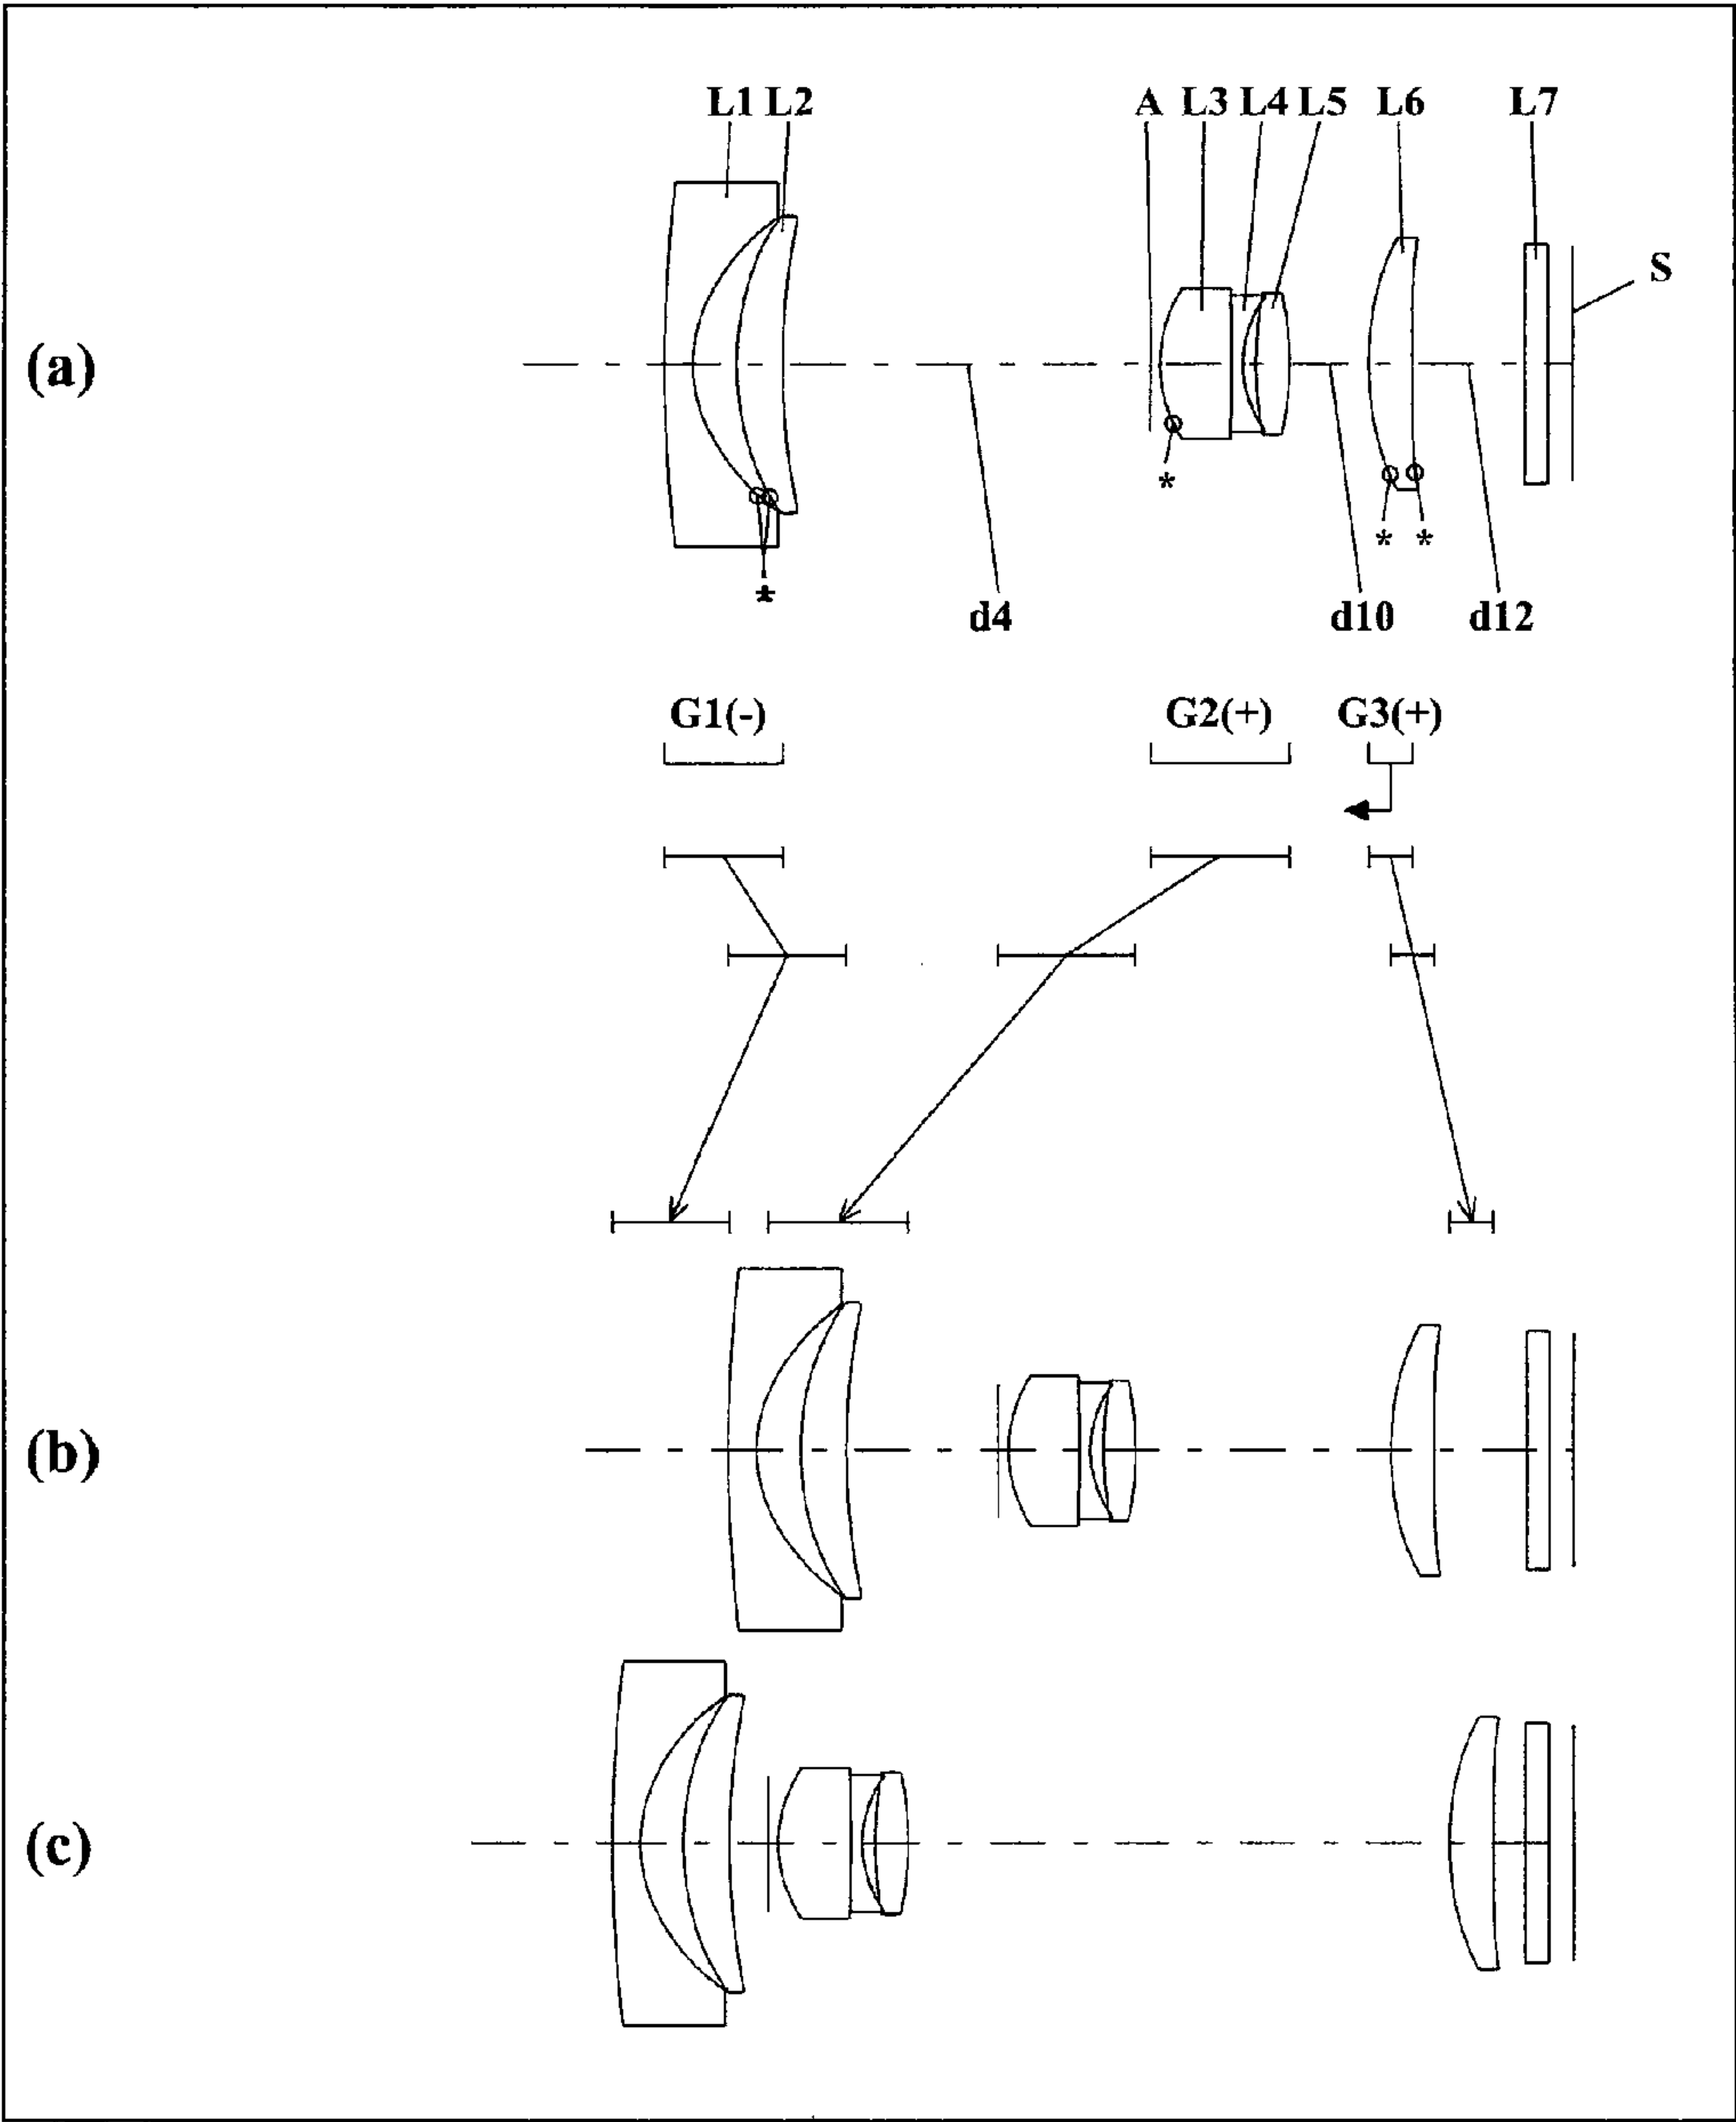 L1 L2 A L3 L4 L5 L6 L7
S
(a)
*
* *
*
d4 d10 d12
G1(-) G2(+) G3(+)
(b)
(c)